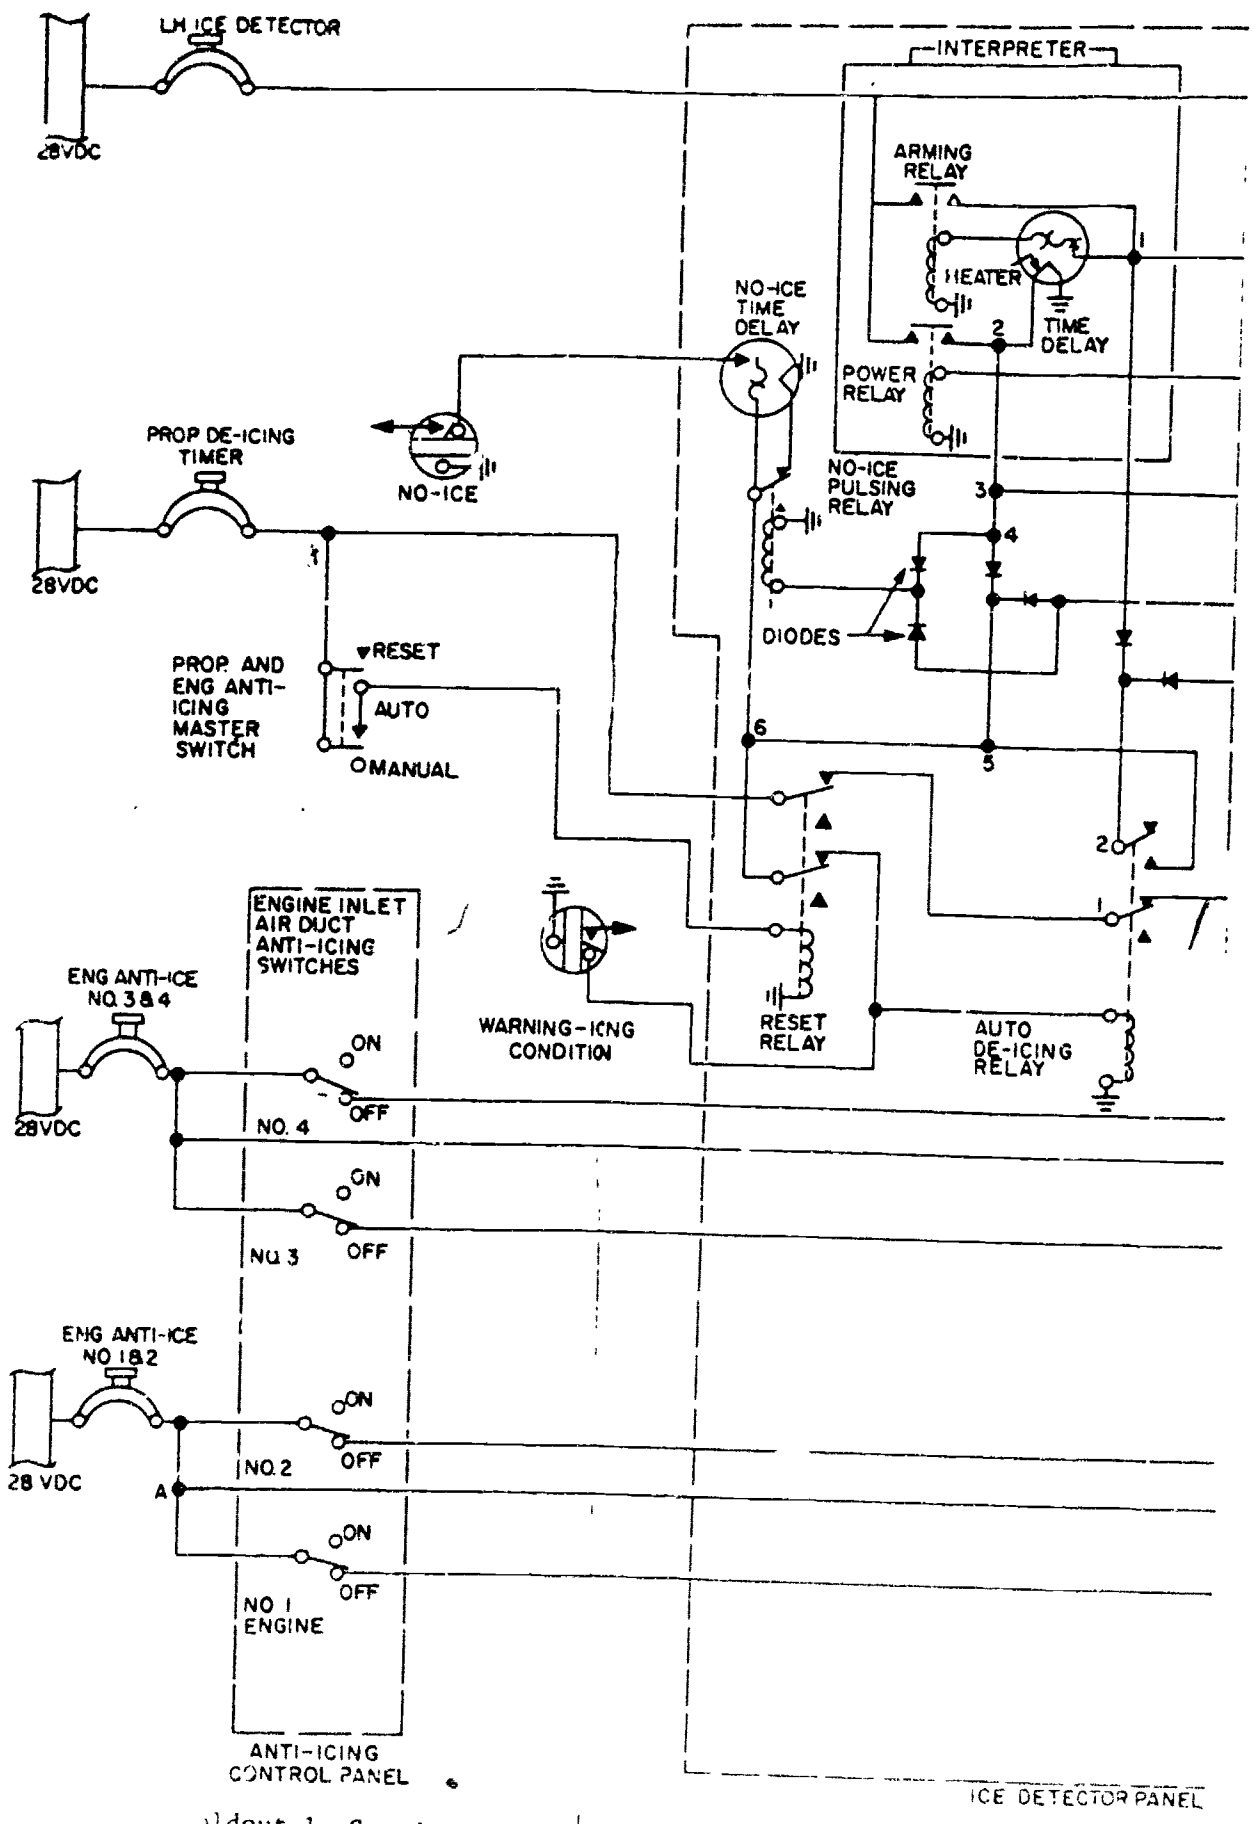 LH ICE DETECTOR
28VDC
INTERPRETER
ARMING
RELAY
1
HEATER
TIME
DELAY
2
POWER
RELAY
NO-ICE
TIME
DELAY
NO-ICE
PROP DE-ICING
TIMER
28VDC
NO-ICE
PULSING
RELAY
3
4
DIODES
PROP. AND
ENG ANTI-
ICING
MASTER
SWITCH
RESET
AUTO
MANUAL
6
5
2
1
ENGINE INLET
AIR DUCT
ANTI-ICING
SWITCHES
WARNING-ICNG
CONDITION
RESET
RELAY
AUTO
DE-ICING
RELAY
ENG ANTI-ICE
NO. 3&4
28VDC
ON
OFF
NO. 4
ON
OFF
NO. 3
ENG ANTI-ICE
NO 1&2
28 VDC
ON
OFF
NO. 2
A
ON
OFF
NO 1
ENGINE
ANTI-ICING
CONTROL PANEL
ICE DETECTOR PANEL